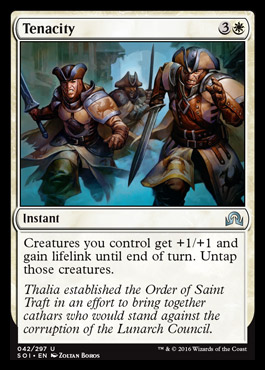 Tenacity 3
Instant
Creatures you control get +1/+1 and
gain lifelink until end of turn. Untap
those creatures.
Thalia established the Order of Saint
Traft in an effort to bring together
cathars who would stand against the
corruption of the Lunarch Council.
042/297 U
SOI • EN Zoltan Boros
™ & © 2016 Wizards of the Coast